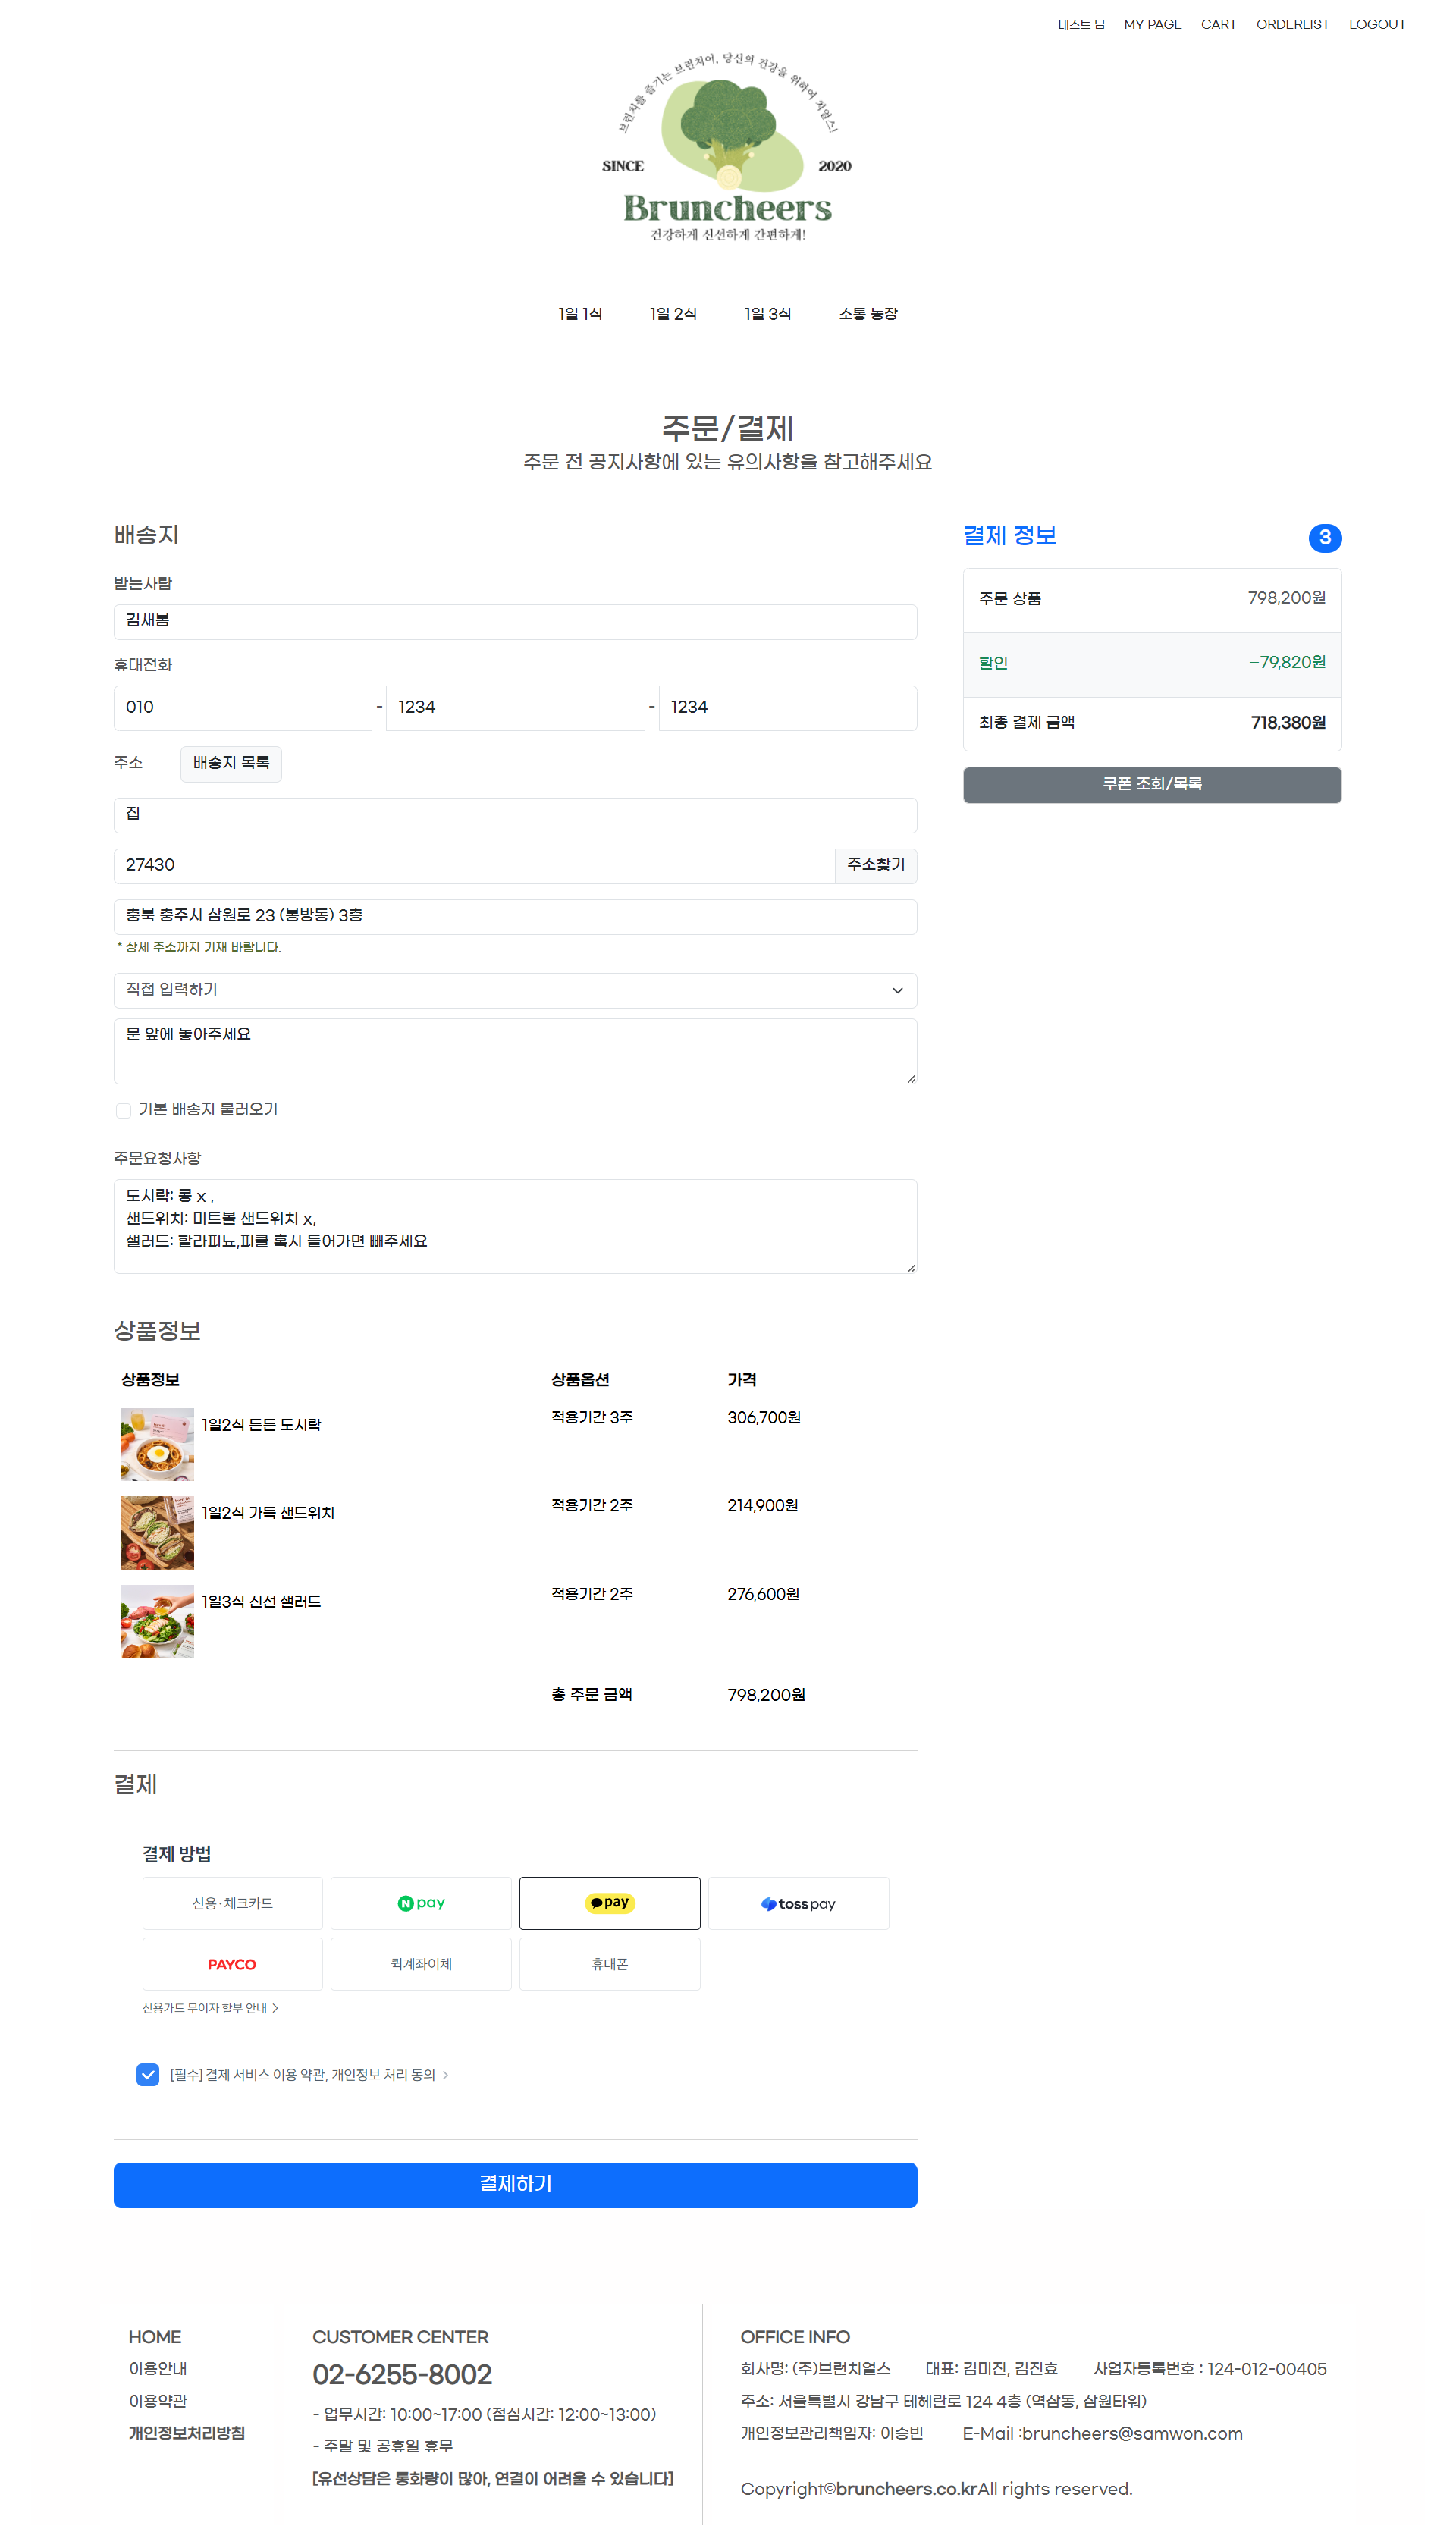 테스트 님 MY PAGE CART ORDERLIST LOGOUT
브런치를 즐기는 브런치어, 당신의 건강을 위하여 치얼스!
SINCE 2020
Bruncheers
건강하게 신선하게 간편하게!
1일 1식 1일 2식 1일 3식 소통 농장
주문/결제
주문 전 공지사항에 있는 유의사항을 참고해주세요
배송지
받는사람
김새봄
휴대전화
010 - 1234 - 1234
주소 배송지 목록
집
27430 주소찾기
충북 충주시 삼원로 23 (봉방동) 3층
* 상세 주소까지 기재 바랍니다.
직접 입력하기
문 앞에 놓아주세요
기본 배송지 불러오기
주문요청사항
도시락: 콩 x ,
샌드위치: 미트볼 샌드위치 x,
샐러드: 할라피뇨,피클 혹시 들어가면 빼주세요
결제 정보 3
주문 상품 798,200원
할인 −79,820원
최종 결제 금액 718,380원
쿠폰 조회/목록
상품정보
상품정보 상품옵션 가격
1일2식 든든 도시락 적용기간 3주 306,700원
1일2식 가득 샌드위치 적용기간 2주 214,900원
1일3식 신선 샐러드 적용기간 2주 276,600원
총 주문 금액 798,200원
결제
결제 방법
신용·체크카드 N pay pay toss pay
PAYCO 퀵계좌이체 휴대폰
신용카드 무이자 할부 안내 >
[필수] 결제 서비스 이용 약관, 개인정보 처리 동의 >
결제하기
HOME
이용안내
이용약관
개인정보처리방침
CUSTOMER CENTER
02-6255-8002
- 업무시간: 10:00~17:00 (점심시간: 12:00~13:00)
- 주말 및 공휴일 휴무
[유선상담은 통화량이 많아, 연결이 어려울 수 있습니다]
OFFICE INFO
회사명: (주)브런치얼스 대표: 김미진, 김진효 사업자등록번호 : 124-012-00405
주소: 서울특별시 강남구 테헤란로 124 4층 (역삼동, 삼원타워)
개인정보관리책임자: 이승빈 E-Mail :bruncheers@samwon.com
Copyright©bruncheers.co.krAll rights reserved.